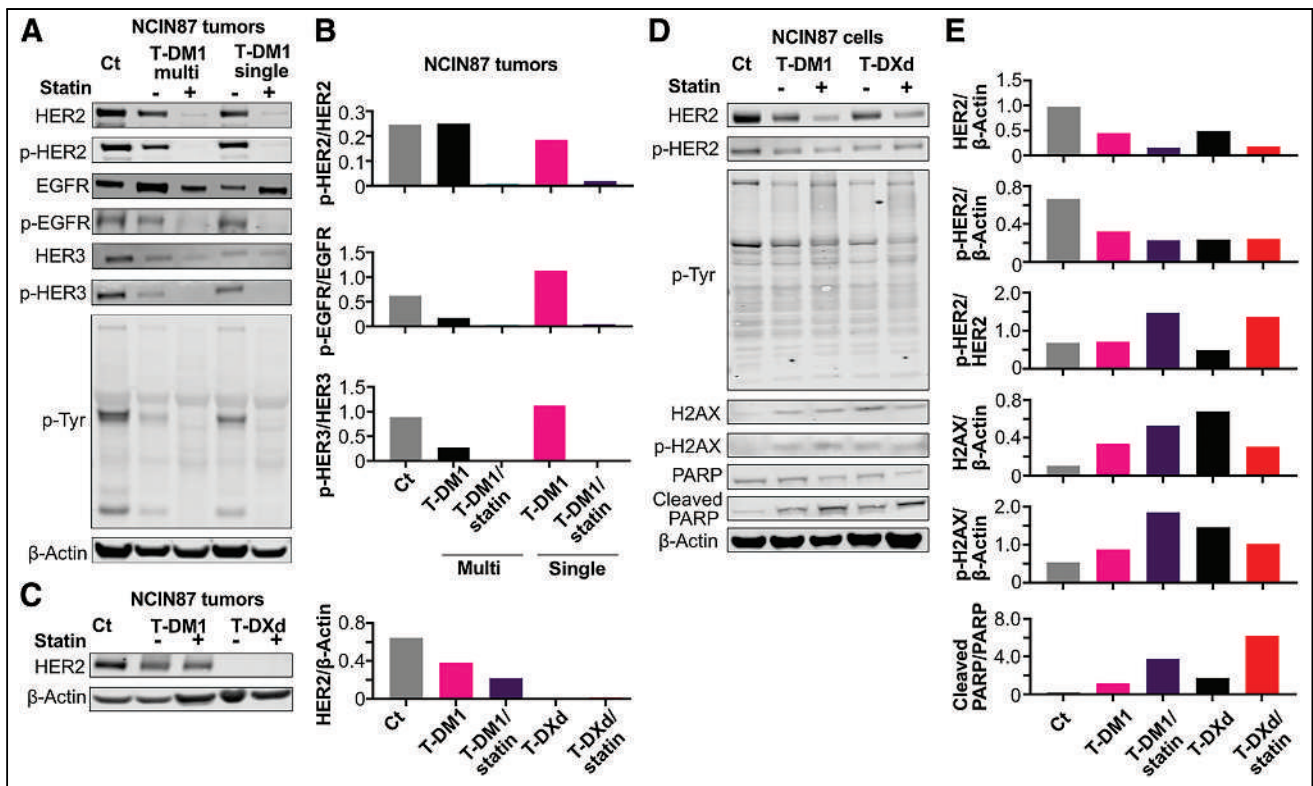 A
NCIN87 tumors
Ct
T-DM1 multi
T-DM1 single
Statin - + - +
HER2
p-HER2
EGFR
p-EGFR
HER3
p-HER3
p-Tyr
β-Actin
B
NCIN87 tumors
p-HER2/HER2
0.3
0.2
0.1
0
p-EGFR/EGFR
1.5
1.0
0.5
0
p-HER3/HER3
1.5
1.0
0.5
0
Ct
T-DM1
T-DM1/
statin
T-DM1
T-DM1/
statin
Multi
Single
C
NCIN87 tumors
Ct T-DM1 T-DXd
Statin - + - +
HER2
β-Actin
HER2/β-Actin
0.8
0.4
0
Ct
T-DM1
T-DM1/
statin
T-DXd
T-DXd/
statin
D
NCIN87 cells
Ct T-DM1 T-DXd
Statin - + - +
HER2
p-HER2
p-Tyr
H2AX
p-H2AX
PARP
Cleaved
PARP
β-Actin
E
HER2/
β-Actin
1.5
1.0
0.5
0
p-HER2/
β-Actin
0.8
0.4
0
p-HER2/
HER2
2.0
1.0
0
H2AX/
β-Actin
0.8
0.4
0
p-H2AX/
β-Actin
2.0
1.0
0
Cleaved
PARP/PARP
8.0
4.0
0
Ct
T-DM1
T-DM1/
statin
T-DXd
T-DXd/
statin